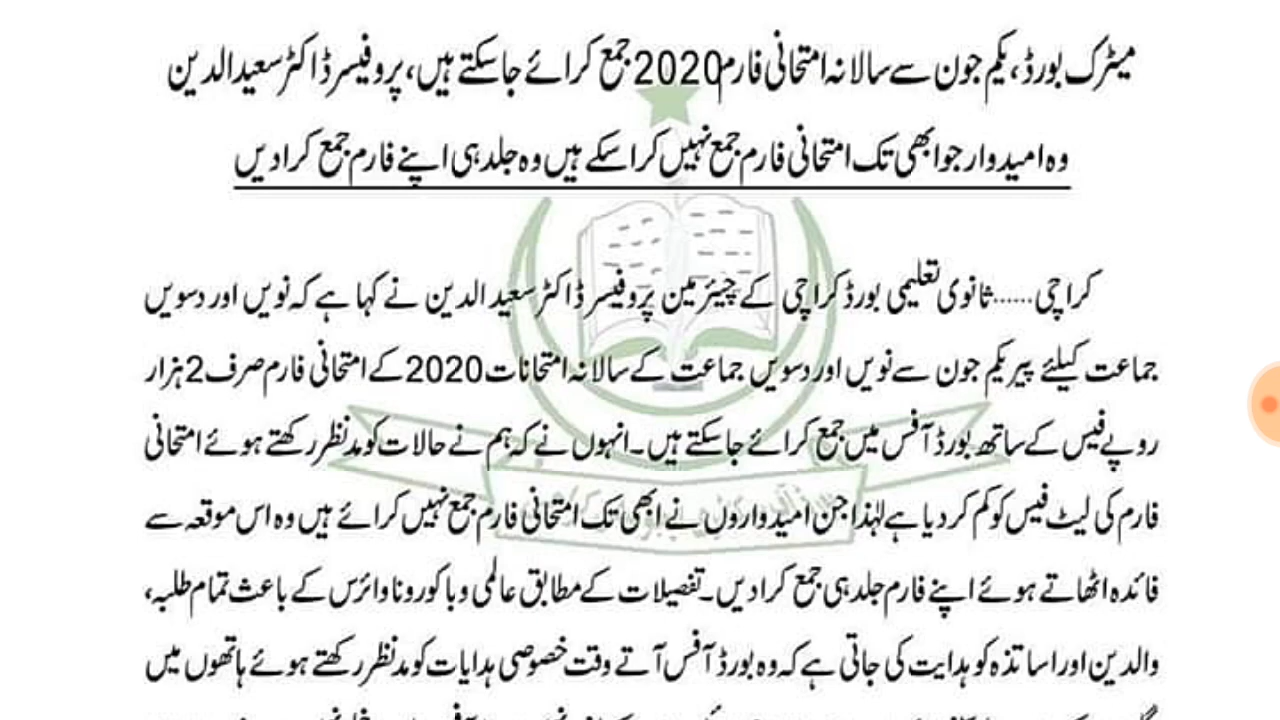 میٹرک بورڈ، یکم جون سے سالانہ امتحانی فارم 2020 جمع کرائے جاسکتے ہیں، پروفیسر ڈاکٹر سعید الدین
وہ امیدوار جو ابھی تک امتحانی فارم جمع نہیں کراسکے ہیں وہ جلد ہی اپنے فارم جمع کرادیں
کراچی......ثانوی تعلیمی بورڈ کراچی کے چیئرمین پروفیسر ڈاکٹر سعید الدین نے کہا ہے کہ نویں اور دسویں
جماعت کیلئے پیر یکم جون سے نویں اور دسویں جماعت کے سالانہ امتحانات 2020 کے امتحانی فارم صرف 2 ہزار
روپے فیس کے ساتھ بورڈ آفس میں جمع کرائے جاسکتے ہیں۔ انہوں نے کہ ہم نے حالات کو مدنظر رکھتے ہوئے امتحانی
فارم کی لیٹ فیس کو کم کر دیا ہے لہٰذا جن امیدواروں نے ابھی تک امتحانی فارم جمع نہیں کرائے ہیں وہ اس موقعہ سے
فائدہ اٹھاتے ہوئے اپنے فارم جلد ہی جمع کرادیں۔ تفصیلات کے مطابق عالمی وبا کورونا وائرس کے باعث تمام طلبہ،
والدین اور اساتذہ کو ہدایت کی جاتی ہے کہ وہ بورڈ آفس آتے وقت خصوصی ہدایات کو مدنظر رکھتے ہوئے ہاتھوں میں